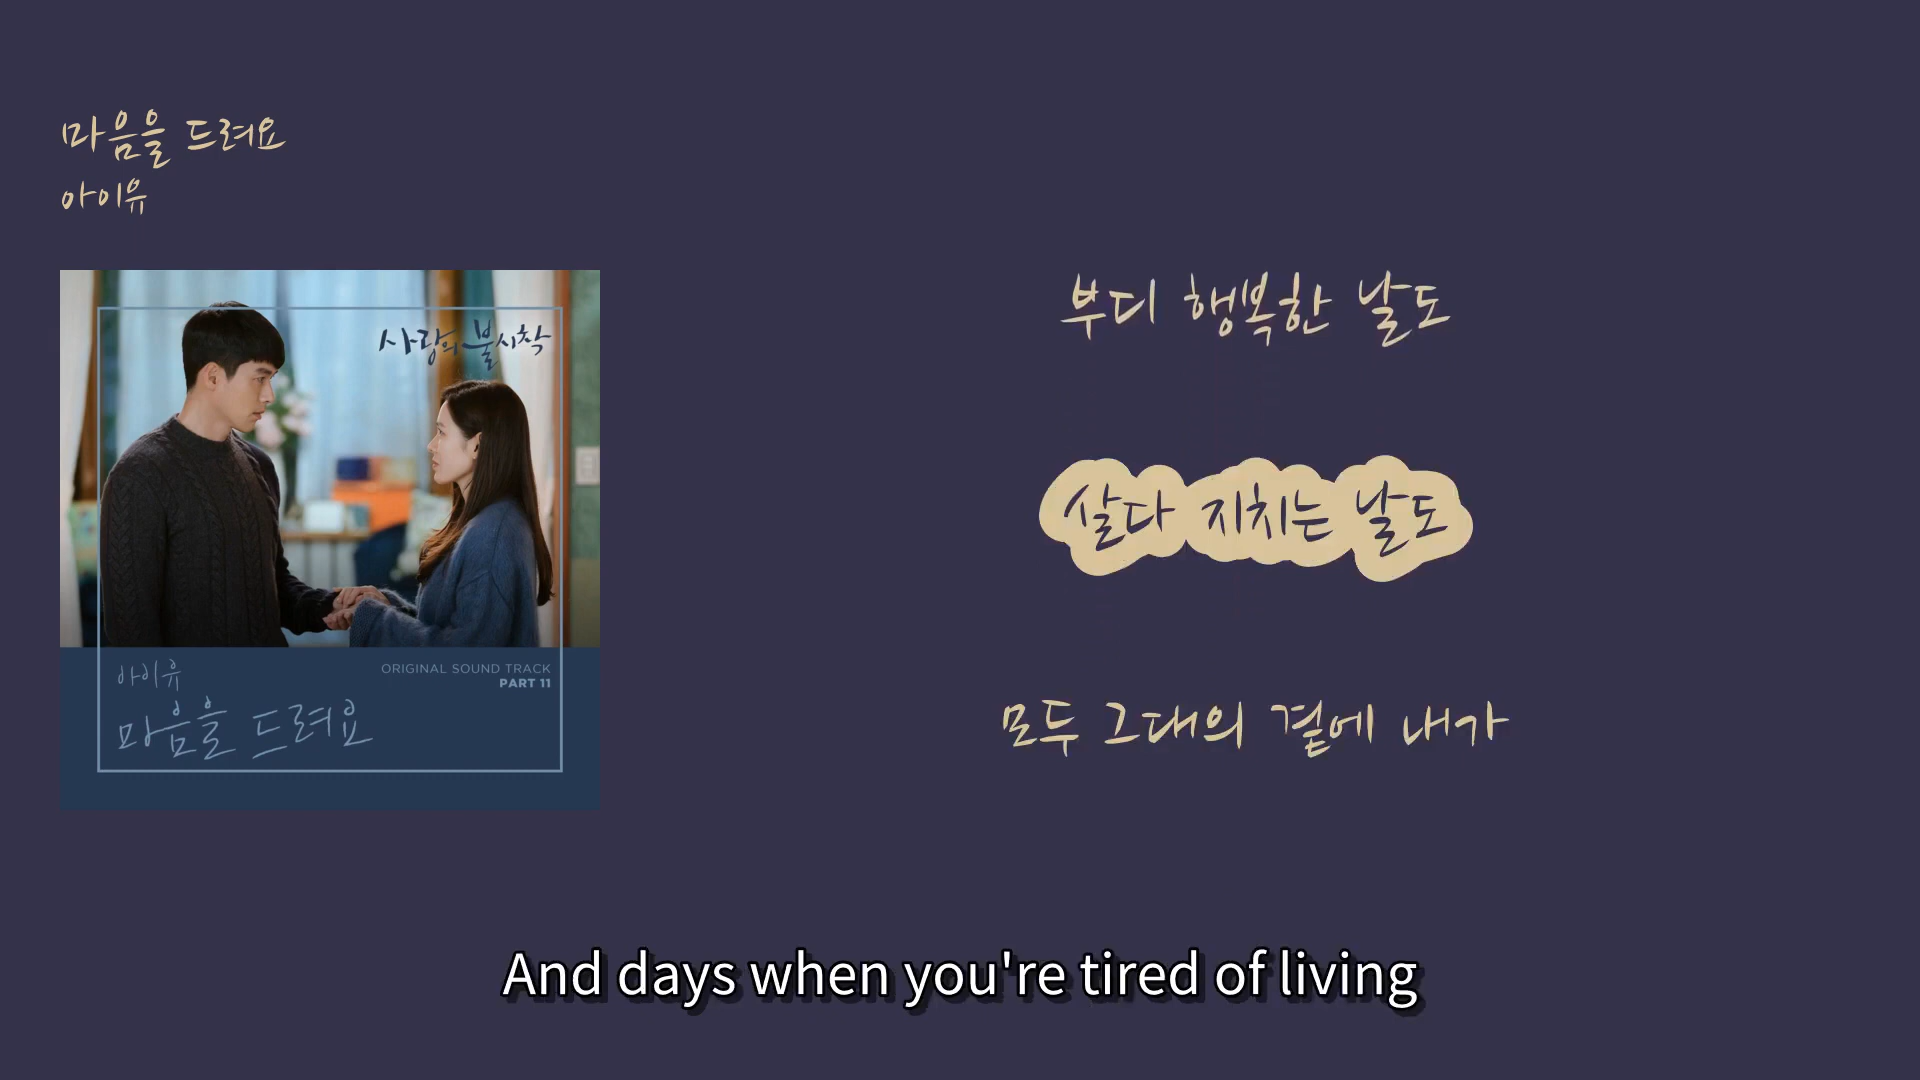 마음을 드려요
아이유
사랑의 불시착
아이유
ORIGINAL SOUND TRACK
PART 11
마음을 드려요
부디 행복한 날도
살다 지치는 날도
모두 그대의 곁에 내가
And days when you're tired of living